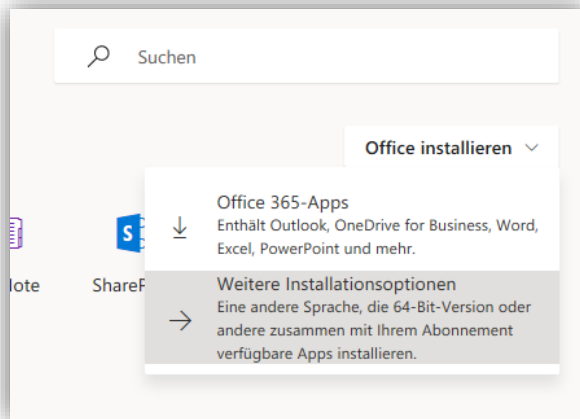 Suchen
Office installieren
Office 365-Apps
Enthält Outlook, OneDrive for Business, Word,
Excel, PowerPoint und mehr.
Weitere Installationsoptionen
Eine andere Sprache, die 64-Bit-Version oder
andere zusammen mit Ihrem Abonnement
verfügbare Apps installieren.